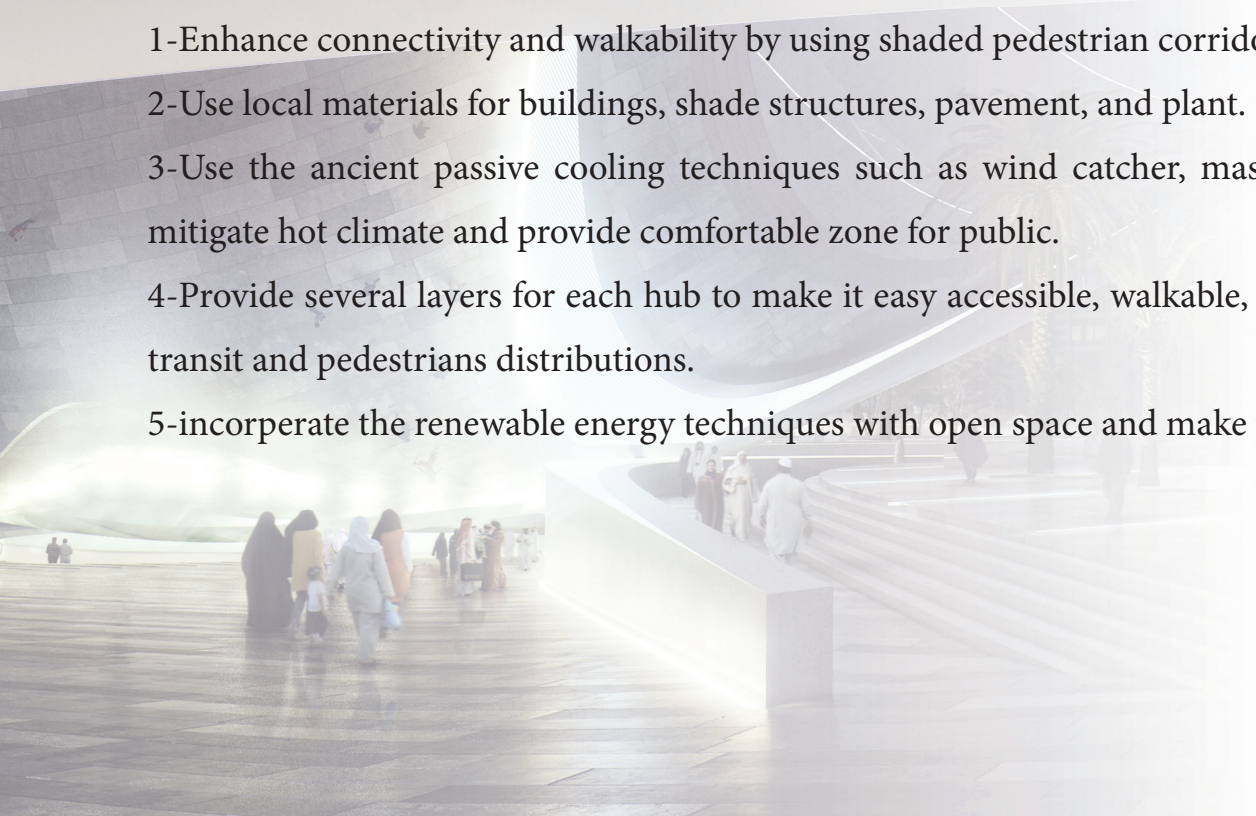 1-Enhance connectivity and walkability by using shaded pedestrian
2-Use local materials for buildings, shade structures, pavement, and plant.
3-Use the ancient passive cooling techniques such as wind catcher,
mitigate hot climate and provide comfortable zone for public.
4-Provide several layers for each hub to make it easy accessible, walkable,
transit and pedestrians distributions.
5-incorperate the renewable energy techniques with open space and make